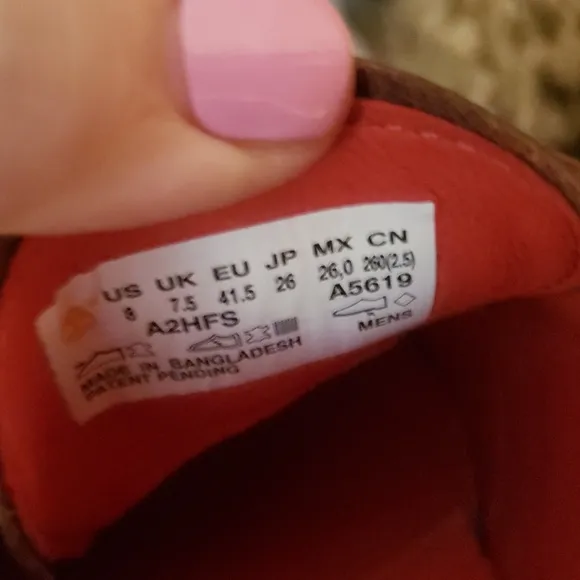 US UK EU JP MX CN
8 7.5 41.5 26 26,0 260(2.5)
A2HFS A5619
MENS
MADE IN BANGLADESH
PATENT PENDING